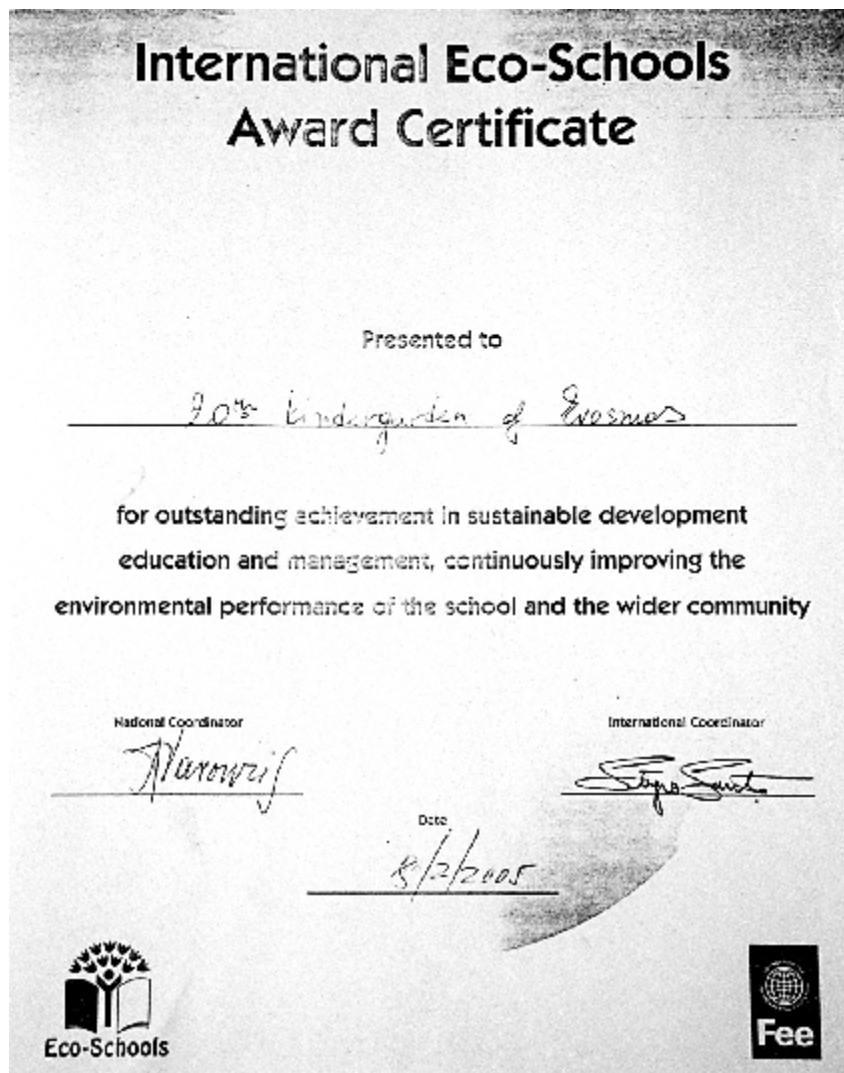 International Eco-Schools
Award Certificate
Presented to
Kindergarden of
for outstanding achievement in sustainable development
education and management, continuously improving the
environmental performance of the school and the wider community
National Coordinator
International Coordinator
Date
8/2/2005
Eco-Schools
Fee